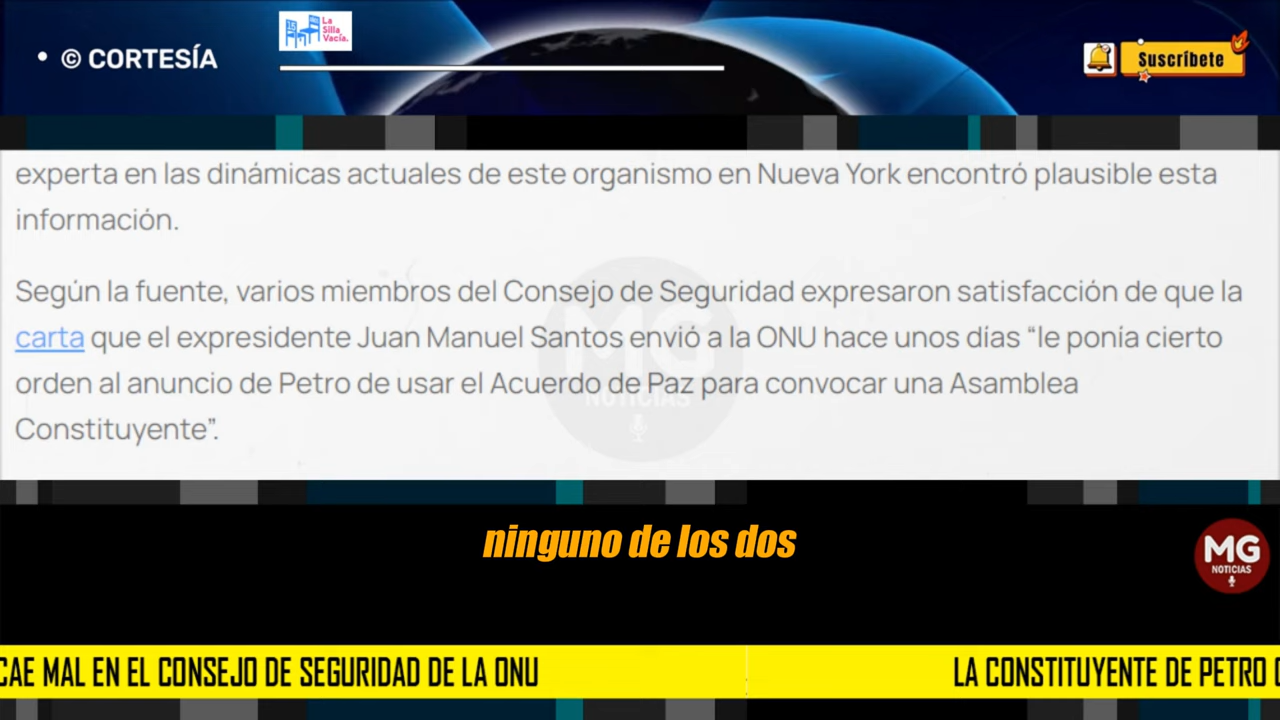 • © CORTESÍA
La
Silla
Vacía.
Suscríbete
experta en las dinámicas actuales de este organismo en Nueva York encontró plausible esta
información.
Según la fuente, varios miembros del Consejo de Seguridad expresaron satisfacción de que la
carta que el expresidente Juan Manuel Santos envió a la ONU hace unos días “le ponía cierto
orden al anuncio de Petro de usar el Acuerdo de Paz para convocar una Asamblea
Constituyente”.
MG
NOTICIAS
ninguno de los dos
MG
NOTICIAS
CAE MAL EN EL CONSEJO DE SEGURIDAD DE LA ONU
LA CONSTITUYENTE DE PETRO